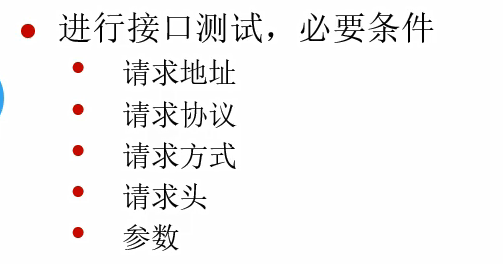 进行接口测试，必要条件
请求地址
请求协议
请求方式
请求头
参数